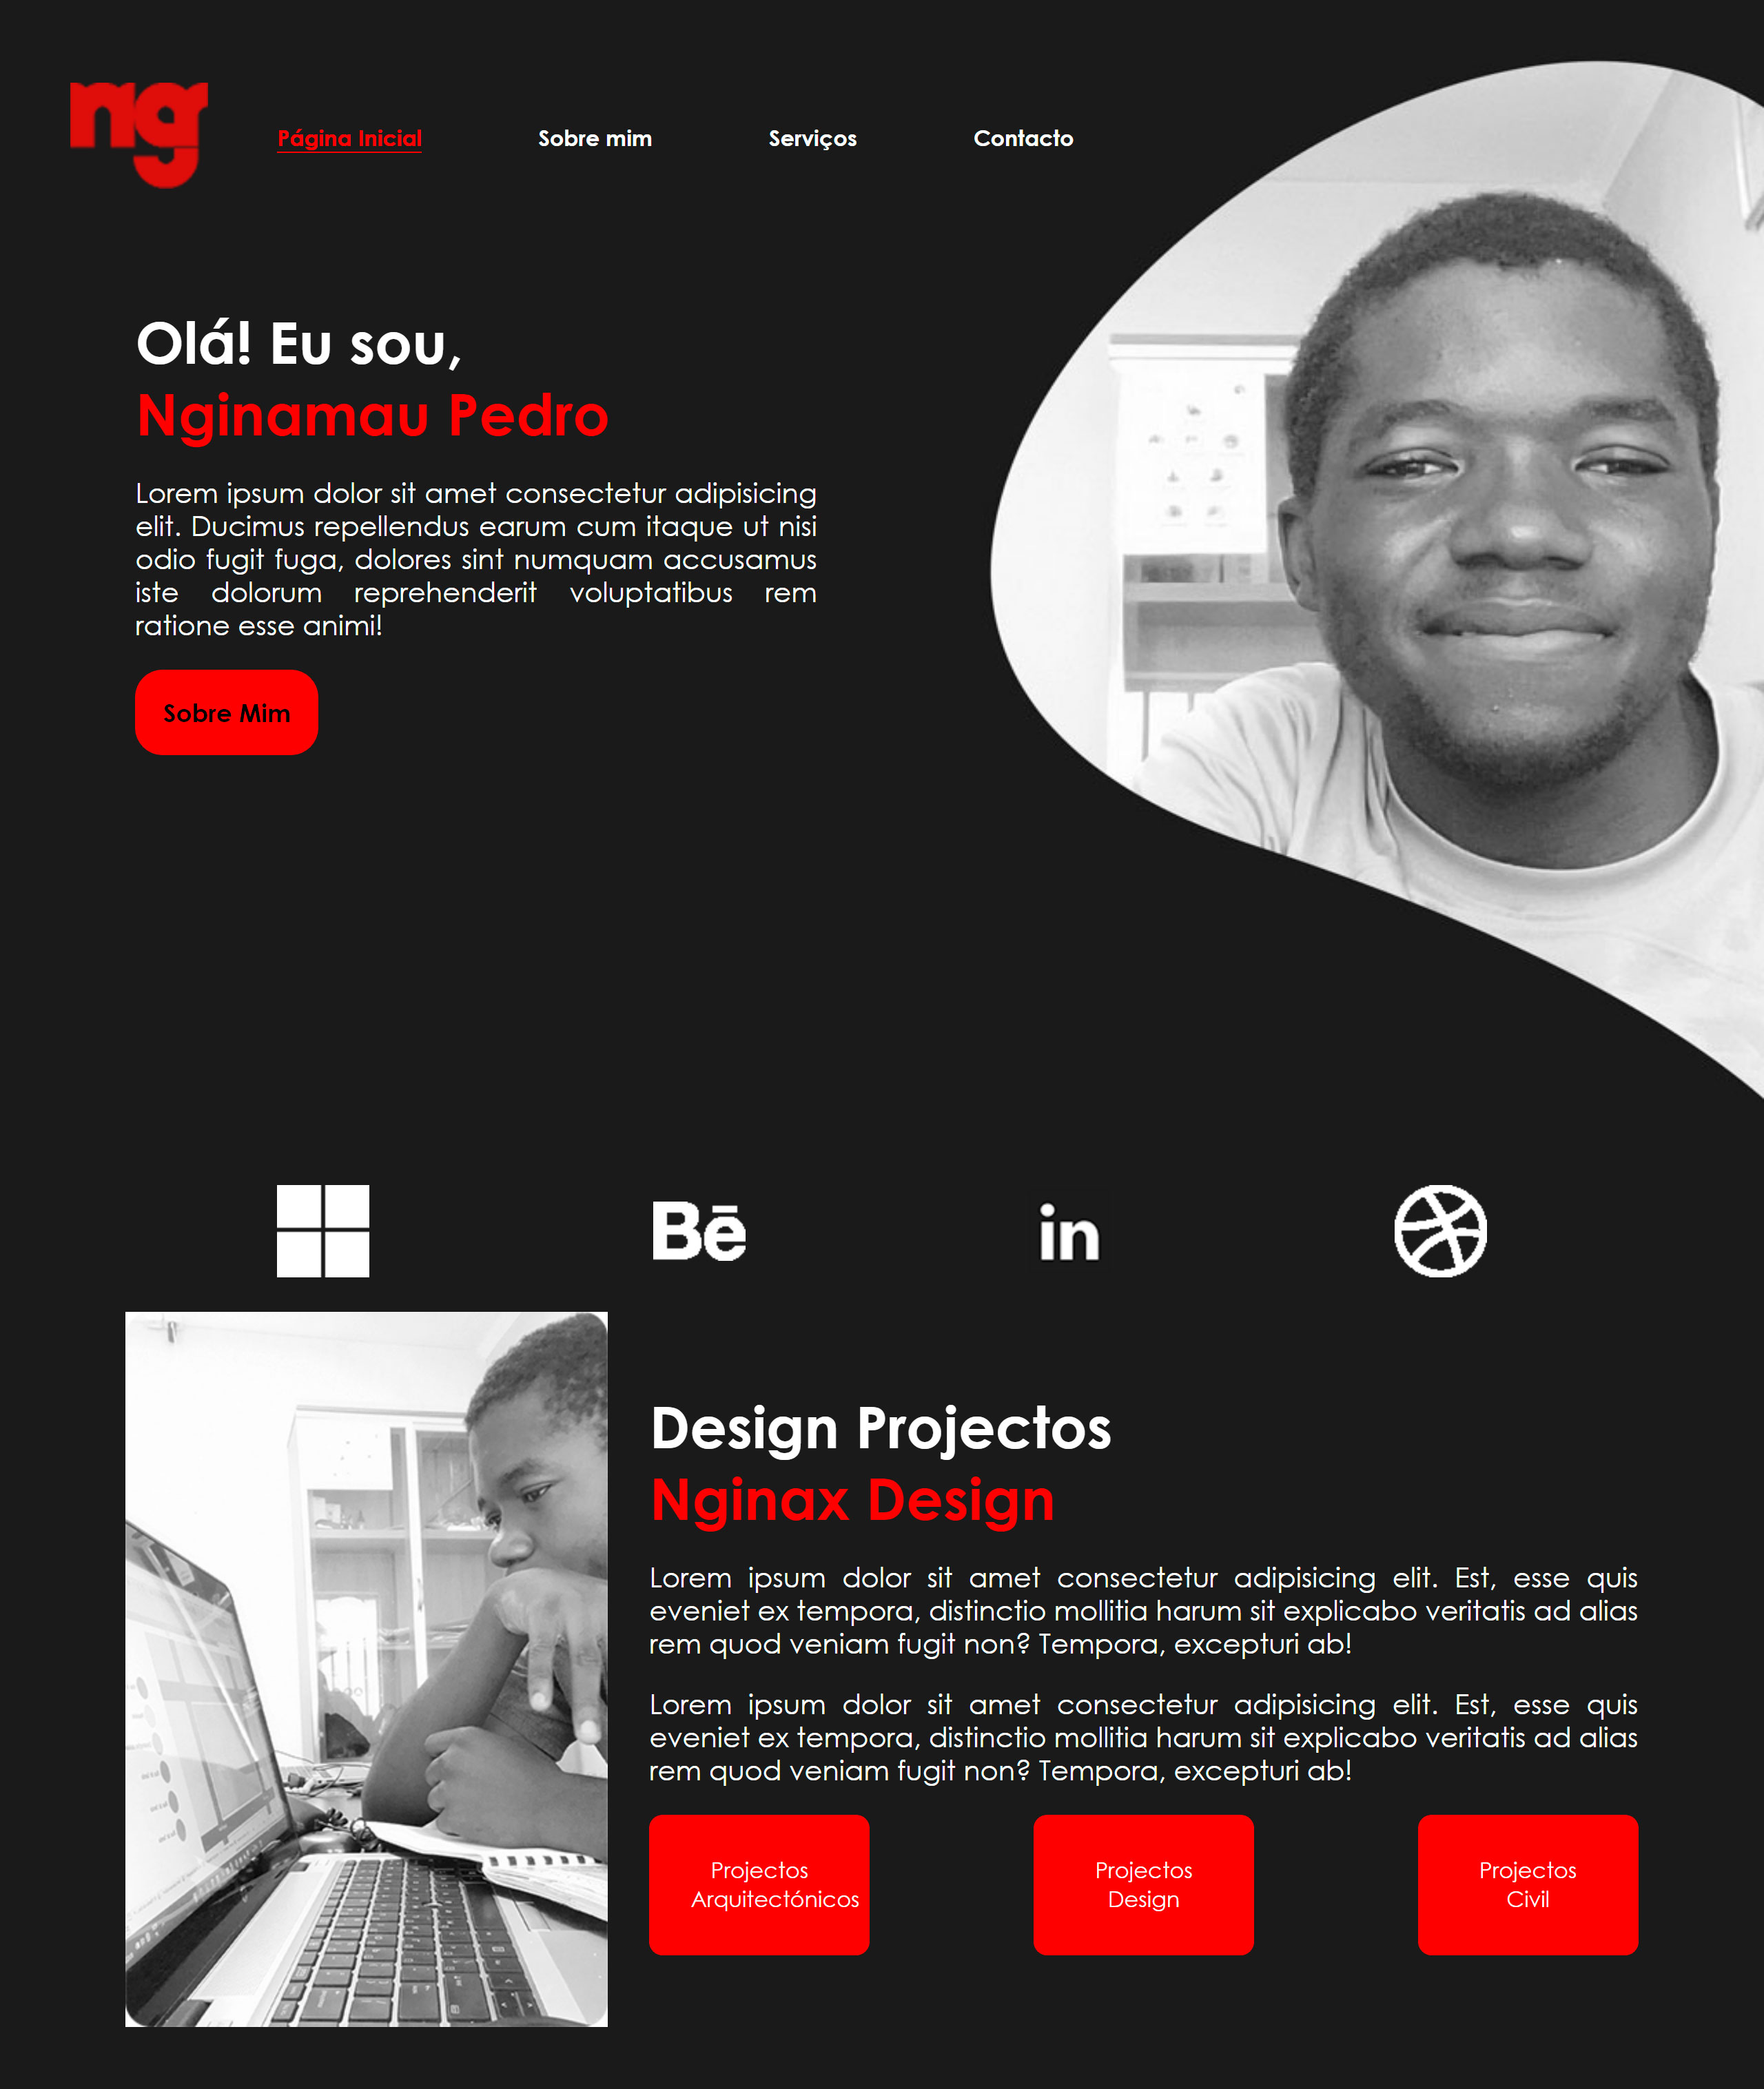 ng
Página Inicial Sobre mim Serviços Contacto
Olá! Eu sou,
Nginamau Pedro
Lorem ipsum dolor sit amet consectetur adipisicing
elit. Ducimus repellendus earum cum itaque ut nisi
odio fugit fuga, dolores sint numquam accusamus
iste dolorum reprehenderit voluptatibus rem
ratione esse animi!
Sobre Mim
Bē in
Design Projectos
Nginax Design
Lorem ipsum dolor sit amet consectetur adipisicing elit. Est, esse quis
eveniet ex tempora, distinctio mollitia harum sit explicabo veritatis ad alias
rem quod veniam fugit non? Tempora, excepturi ab!
Lorem ipsum dolor sit amet consectetur adipisicing elit. Est, esse quis
eveniet ex tempora, distinctio mollitia harum sit explicabo veritatis ad alias
rem quod veniam fugit non? Tempora, excepturi ab!
Projectos
Arquitectónicos
Projectos
Design
Projectos
Civil